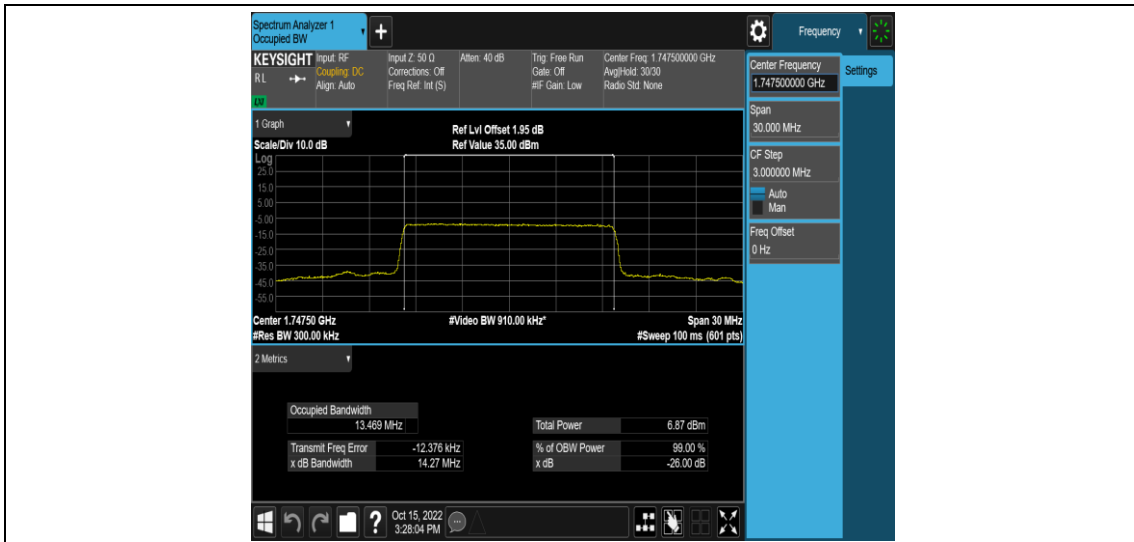 Spectrum Analyzer 1
Occupied BW
+
Frequency
KEYSIGHT
RL
Input: RF
Coupling: DC
Align: Auto
Input Z: 50 Ω
Corrections: Off
Freq Ref: Int (S)
Atten: 40 dB
Trig: Free Run
Gate: Off
#IF Gain: Low
Center Freq: 1.747500000 GHz
Avg|Hold: 30/30
Radio Std: None
Center Frequency
1.747500000 GHz
Settings
Span
30.000 MHz
CF Step
3.000000 MHz
Auto
Man
Freq Offset
0 Hz
1 Graph
Scale/Div 10.0 dB
Ref Lvl Offset 1.95 dB
Ref Value 35.00 dBm
Log
25.0
15.0
5.00
-5.00
-15.0
-25.0
-35.0
-45.0
-55.0
Center 1.74750 GHz
#Video BW 910.00 kHz*
Span 30 MHz
#Res BW 300.00 kHz
#Sweep 100 ms (601 pts)
2 Metrics
Occupied Bandwidth
13.469 MHz
Total Power 6.87 dBm
Transmit Freq Error -12.376 kHz
% of OBW Power 99.00 %
x dB Bandwidth 14.27 MHz
x dB -26.00 dB
?
Oct 15, 2022
3:28:04 PM